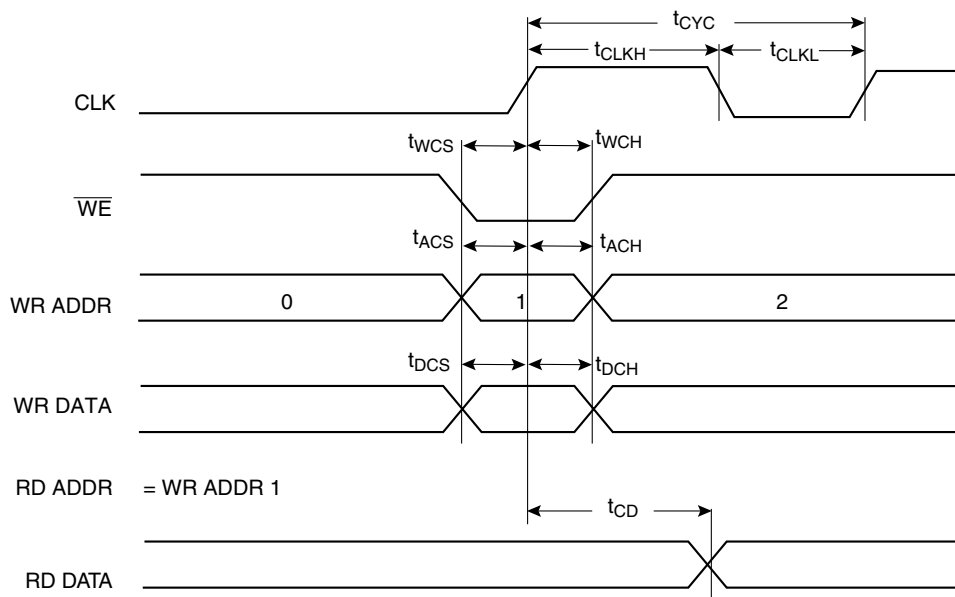 tCYC
tCLKH tCLKL
CLK
tWCS tWCH
WE
tACS tACH
WR ADDR 0 1 2
tDCS tDCH
WR DATA
RD ADDR = WR ADDR 1
tCD
RD DATA